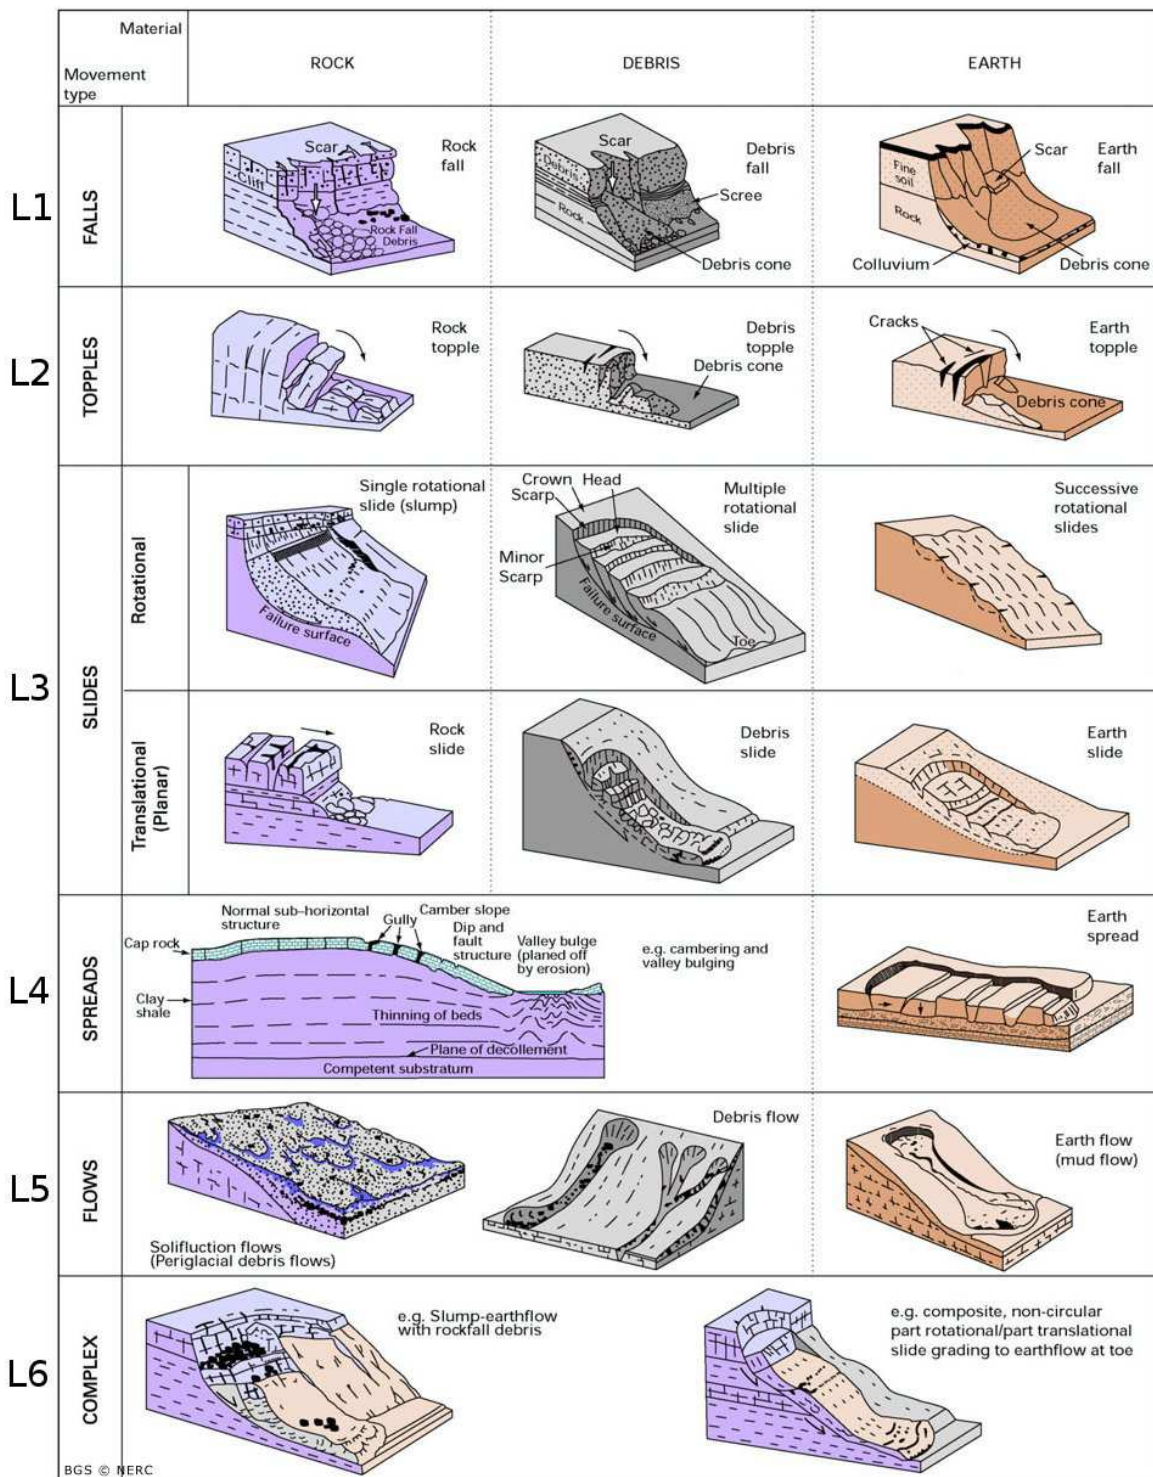 Material
Movement
type
ROCK
DEBRIS
EARTH
L1
FALLS
Scar
Cliff
Rock Fall
Debris
Rock
fall
Scar
Debris
Rock
Debris
fall
Scree
Debris cone
Fine
soil
Rock
Scar
Earth
fall
Colluvium
Debris cone
L2
TOPPLES
Rock
topple
Debris
topple
Debris cone
Cracks
Earth
topple
Debris cone
L3
SLIDES
Rotational
Single rotational
slide (slump)
Failure surface
Crown
Head
Scarp
Minor
Scarp
Failure surface
Toe
Multiple
rotational
slide
Successive
rotational
slides
Translational
(Planar)
Rock
slide
Debris
slide
Earth
slide
L4
SPREADS
Normal sub-horizontal
structure
Cap rock
Gully
Camber slope
Dip and
fault
structure
Valley bulge
(planed off
by erosion)
Clay
shale
Thinning of beds
Plane of decollement
Competent substratum
e.g. cambering and
valley bulging
Earth
spread
L5
FLOWS
Solifluction flows
(Periglacial debris flows)
Debris flow
Earth flow
(mud flow)
L6
COMPLEX
e.g. Slump-earthflow
with rockfall debris
e.g. composite, non-circular
part rotational/part translational
slide grading to earthflow at toe
BGS © NERC